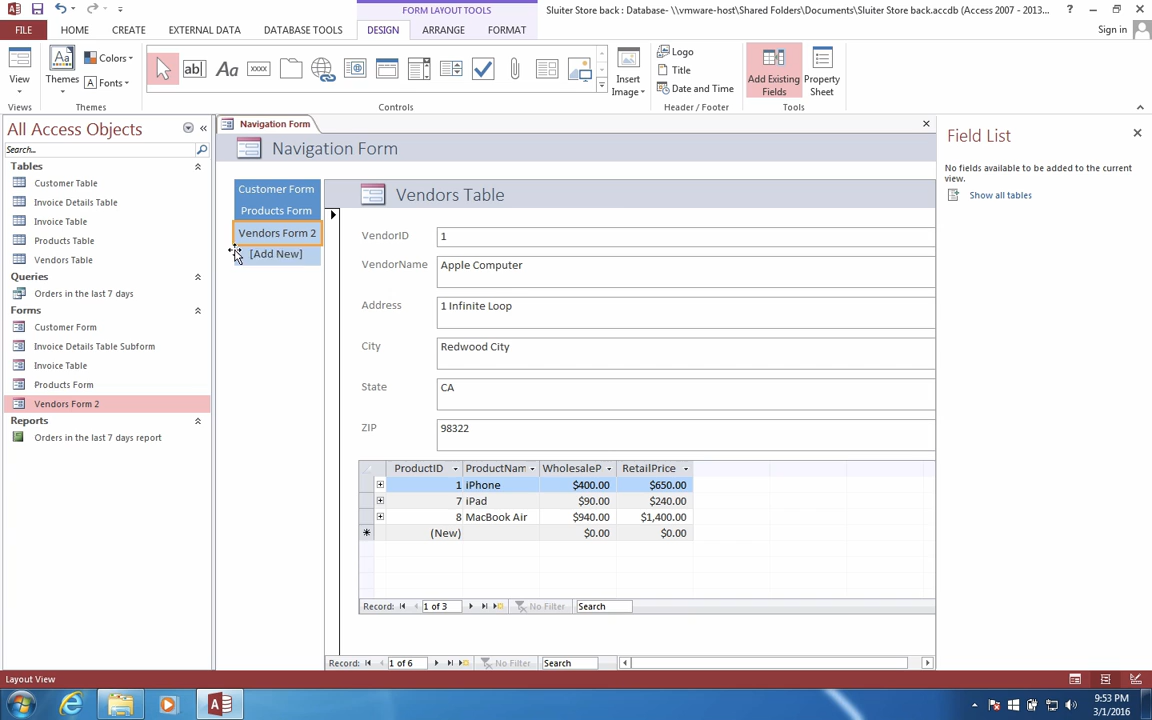 FORM LAYOUT TOOLS
Sluiter Store back : Database- \\vmware-host\Shared Folders\Documents\Sluiter Store back.accdb (Access 2007 - 2013...
?
FILE
HOME
CREATE
EXTERNAL DATA
DATABASE TOOLS
DESIGN
ARRANGE
FORMAT
Sign in
View
Themes
Aa
Colors
Fonts
ab|
Aa
XXXX
Insert
Image
Logo
Title
Date and Time
Add Existing
Fields
Property
Sheet
Views
Themes
Controls
Header / Footer
Tools
All Access Objects
Search...
Tables
Customer Table
Invoice Details Table
Invoice Table
Products Table
Vendors Table
Queries
Orders in the last 7 days
Forms
Customer Form
Invoice Details Table Subform
Invoice Table
Products Form
Vendors Form 2
Reports
Orders in the last 7 days report
Navigation Form
Navigation Form
Customer Form
Products Form
Vendors Form 2
[Add New]
Vendors Table
VendorID 1
VendorName Apple Computer
Address 1 Infinite Loop
City Redwood City
State CA
ZIP 98322
ProductID ProductNam WholesaleP RetailPrice
1 iPhone $400.00 $650.00
7 iPad $90.00 $240.00
8 MacBook Air $940.00 $1,400.00
(New) $0.00 $0.00
Record: 1 of 3 No Filter Search
Record: 1 of 6 No Filter Search
Field List
No fields available to be added to the current
view.
Show all tables
Layout View
9:53 PM
3/1/2016